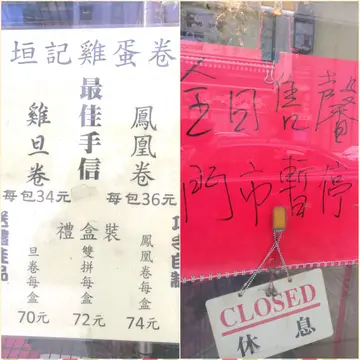 垣記雞蛋卷
最佳手信
雞旦卷
每包34元
鳳凰卷
每包36元
禮盒裝
旦卷每盒
70元
雙拼每盒
72元
鳳凰卷每盒
74元
今日售罄
門市暫停
CLOSED
休息